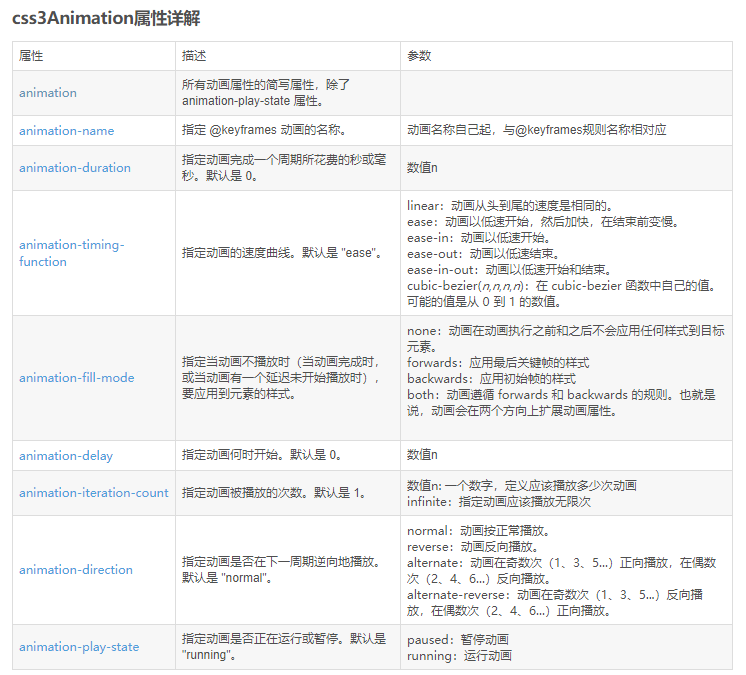 css3Animation属性详解
属性
描述
参数
animation
所有动画属性的简写属性，除了
animation-play-state 属性。
animation-name
指定 @keyframes 动画的名称。
动画名称自己起，与@keyframes规则名称相对应
animation-duration
指定动画完成一个周期所花费的秒或毫
秒。默认是 0。
数值n
animation-timing-
function
指定动画的速度曲线。默认是 "ease"。
linear：动画从头到尾的速度是相同的。
ease：动画以低速开始，然后加快，在结束前变慢。
ease-in：动画以低速开始。
ease-out：动画以低速结束。
ease-in-out：动画以低速开始和结束。
cubic-bezier(n,n,n,n)：在 cubic-bezier 函数中自己的值。
可能的值是从 0 到 1 的数值。
animation-fill-mode
指定当动画不播放时（当动画完成时，
或当动画有一个延迟未开始播放时），
要应用到元素的样式。
none：动画在动画执行之前和之后不会应用任何样式到目标
元素。
forwards：应用最后关键帧的样式
backwards：应用初始帧的样式
both：动画遵循 forwards 和 backwards 的规则。也就是
说，动画会在两个方向上扩展动画属性。
animation-delay
指定动画何时开始。默认是 0。
数值n
animation-iteration-count
指定动画被播放的次数。默认是 1。
数值n: 一个数字，定义应该播放多少次动画
infinite：指定动画应该播放无限次
animation-direction
指定动画是否在下一周期逆向地播放。
默认是 "normal"。
normal：动画按正常播放。
reverse：动画反向播放。
alternate：动画在奇数次（1、3、5...）正向播放，在偶数
次（2、4、6...）反向播放。
alternate-reverse：动画在奇数次（1、3、5...）反向播
放，在偶数次（2、4、6...）正向播放。
animation-play-state
指定动画是否正在运行或暂停。默认是
"running"。
paused：暂停动画
running：运行动画